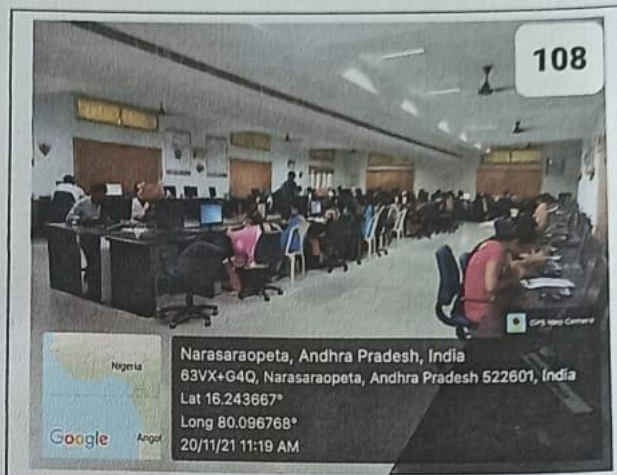 108
GPS Map Camera
Nigeria
Google
Angol
Narasaraopeta, Andhra Pradesh, India
63VX+G4Q, Narasaraopeta, Andhra Pradesh 522601, India
Lat 16.243667°
Long 80.096768°
20/11/21 11:19 AM